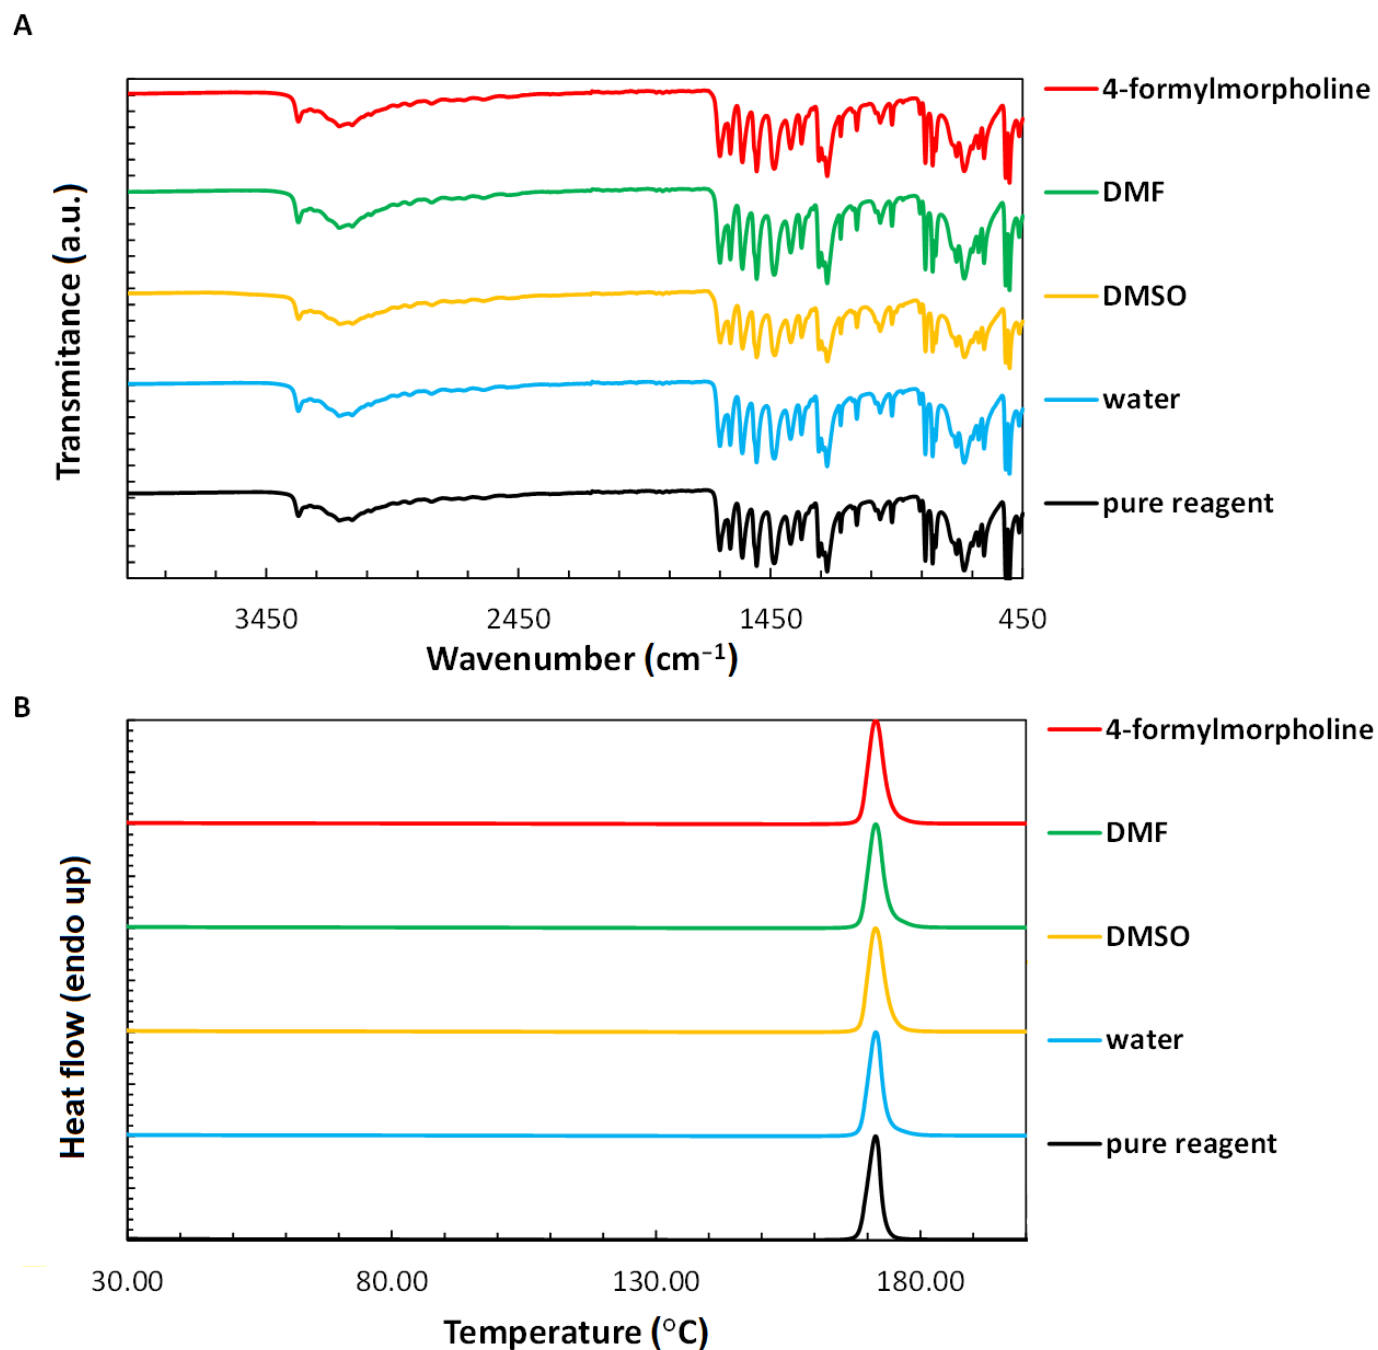 A
4-formylmorpholine
DMF
DMSO
water
pure reagent
Transmitance (a.u.)
3450 2450 1450 450
Wavenumber (cm⁻¹)
B
4-formylmorpholine
DMF
DMSO
water
pure reagent
Heat flow (endo up)
30.00 80.00 130.00 180.00
Temperature (°C)